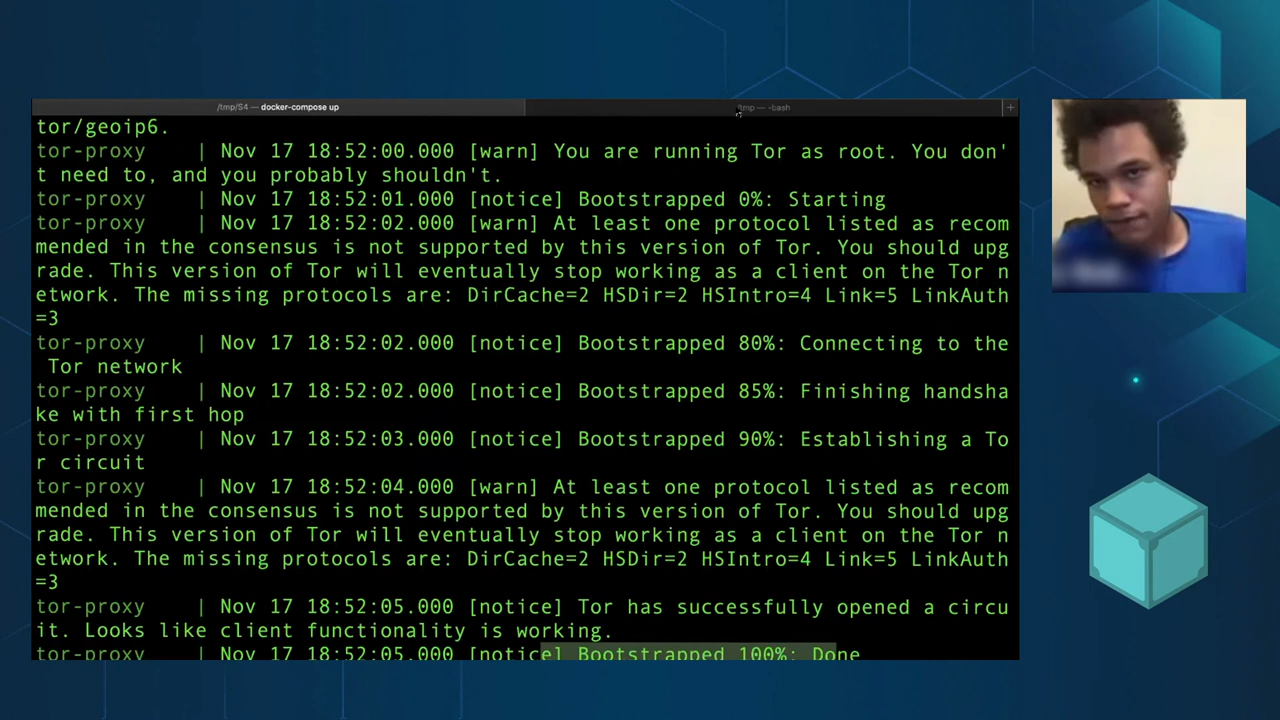 /tmp/S4 — docker-compose up
/tmp — -bash
+
tor/geoip6.
tor-proxy | Nov 17 18:52:00.000 [warn] You are running Tor as root. You don'
t need to, and you probably shouldn't.
tor-proxy | Nov 17 18:52:01.000 [notice] Bootstrapped 0%: Starting
tor-proxy | Nov 17 18:52:02.000 [warn] At least one protocol listed as recom
mended in the consensus is not supported by this version of Tor. You should upg
rade. This version of Tor will eventually stop working as a client on the Tor n
etwork. The missing protocols are: DirCache=2 HSDir=2 HSIntro=4 Link=5 LinkAuth
=3
tor-proxy | Nov 17 18:52:02.000 [notice] Bootstrapped 80%: Connecting to the
Tor network
tor-proxy | Nov 17 18:52:02.000 [notice] Bootstrapped 85%: Finishing handsha
ke with first hop
tor-proxy | Nov 17 18:52:03.000 [notice] Bootstrapped 90%: Establishing a To
r circuit
tor-proxy | Nov 17 18:52:04.000 [warn] At least one protocol listed as recom
mended in the consensus is not supported by this version of Tor. You should upg
rade. This version of Tor will eventually stop working as a client on the Tor n
etwork. The missing protocols are: DirCache=2 HSDir=2 HSIntro=4 Link=5 LinkAuth
=3
tor-proxy | Nov 17 18:52:05.000 [notice] Tor has successfully opened a circu
it. Looks like client functionality is working.
tor-proxy | Nov 17 18:52:05.000 [notice] Bootstrapped 100%: Done